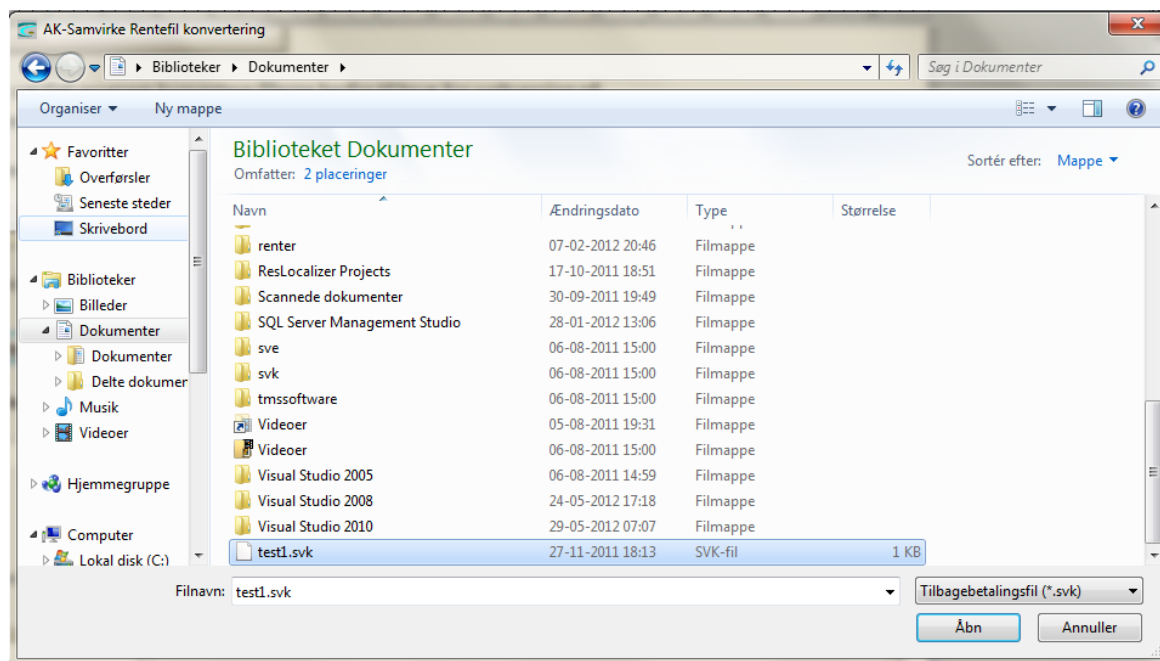 AK-Samvirke Rentefil konvertering
Biblioteker Dokumenter
Søg i Dokumenter
Organiser Ny mappe
Favoritter
Overførsler
Seneste steder
Skrivebord
Biblioteker
Billeder
Dokumenter
Dokumenter
Delte dokumer
Musik
Videoer
Hjemmegruppe
Computer
Lokal disk (C:)
Biblioteket Dokumenter
Omfatter: 2 placeringer
Sortér efter: Mappe
Navn Ændringsdato Type Størrelse
renter 07-02-2012 20:46 Filmappe
ResLocalizer Projects 17-10-2011 18:51 Filmappe
Scannede dokumenter 30-09-2011 19:49 Filmappe
SQL Server Management Studio 28-01-2012 13:06 Filmappe
sve 06-08-2011 15:00 Filmappe
svk 06-08-2011 15:00 Filmappe
tmssoftware 06-08-2011 15:00 Filmappe
Videoer 05-08-2011 19:31 Filmappe
Videoer 06-08-2011 15:00 Filmappe
Visual Studio 2005 06-08-2011 14:59 Filmappe
Visual Studio 2008 24-05-2012 17:18 Filmappe
Visual Studio 2010 29-05-2012 07:07 Filmappe
test1.svk 27-11-2011 18:13 SVK-fil 1 KB
Filnavn: test1.svk
Tilbagebetalingsfil (*.svk)
Åbn Annuller